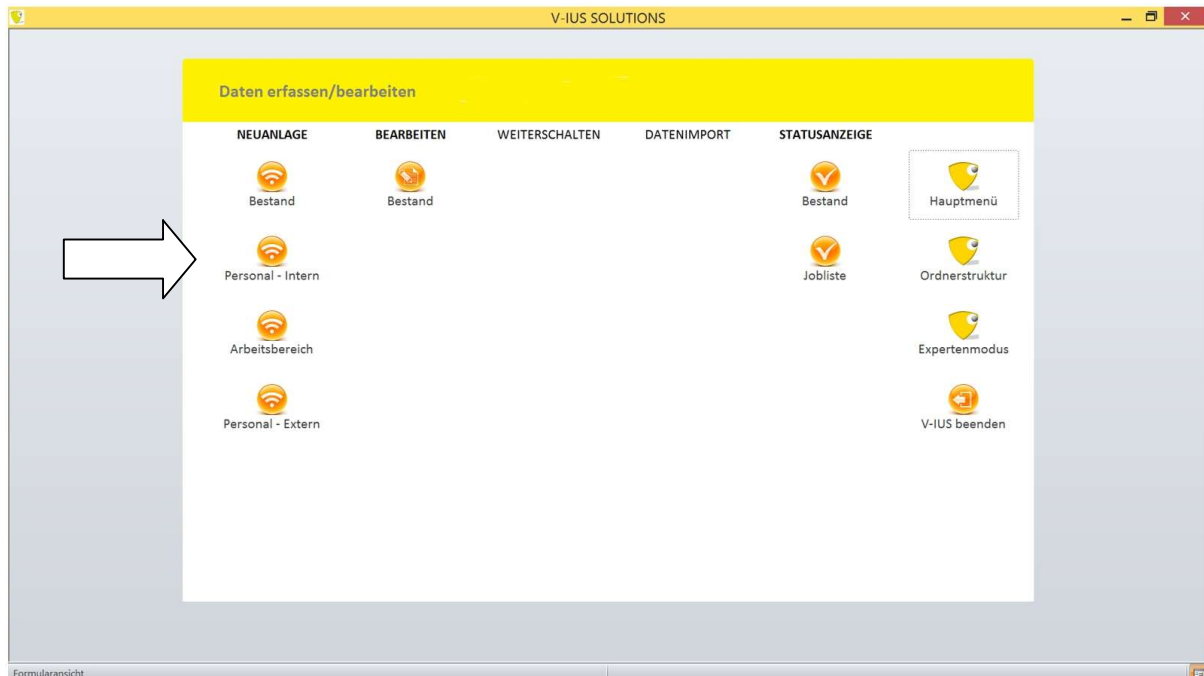 V-IUS SOLUTIONS
Daten erfassen/bearbeiten
NEUANLAGE BEARBEITEN WEITERSCHALTEN DATENIMPORT STATUSANZEIGE
Bestand Bestand Bestand Hauptmenü
Personal - Intern Jobliste Ordnerstruktur
Arbeitsbereich Expertenmodus
Personal - Extern V-IUS beenden
Formularansicht